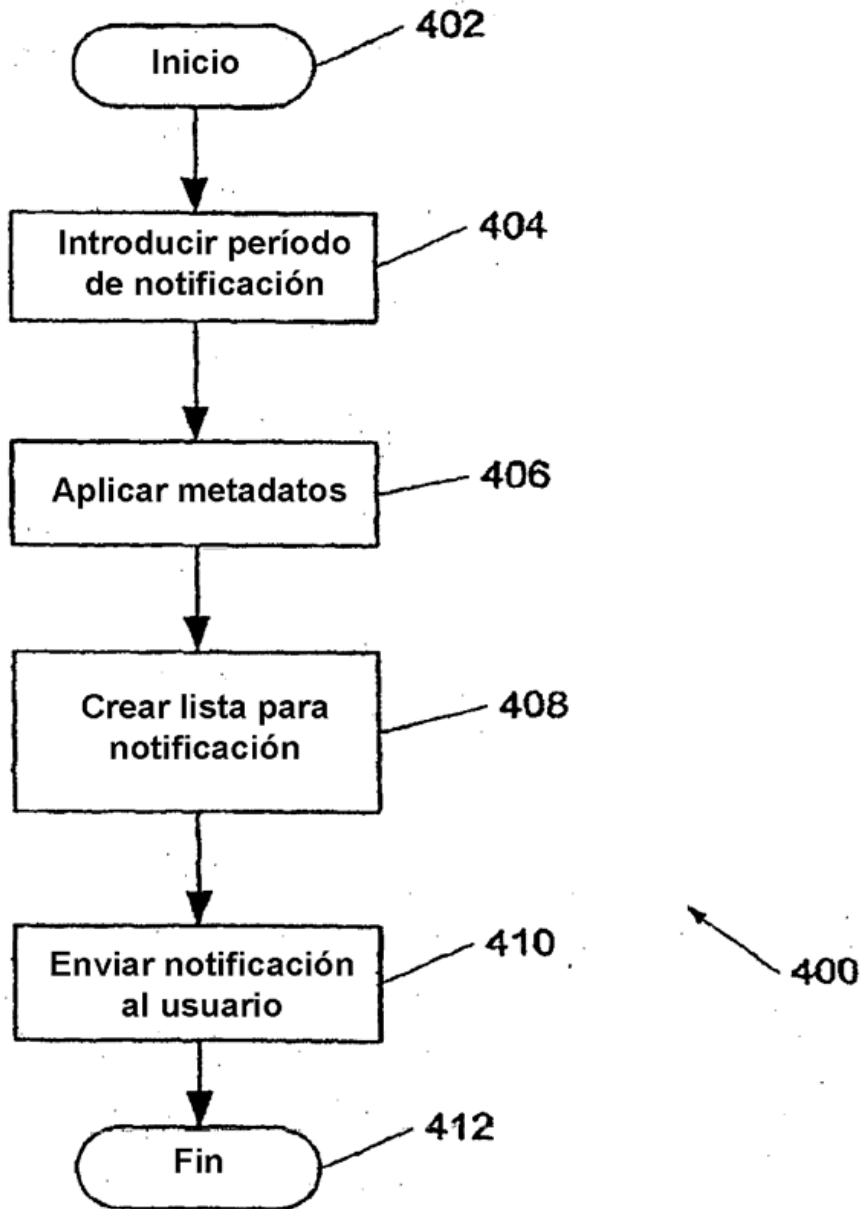 Inicio
402
Introducir período
de notificación
404
Aplicar metadatos
406
Crear lista para
notificación
408
Enviar notificación
al usuario
410
400
Fin
412